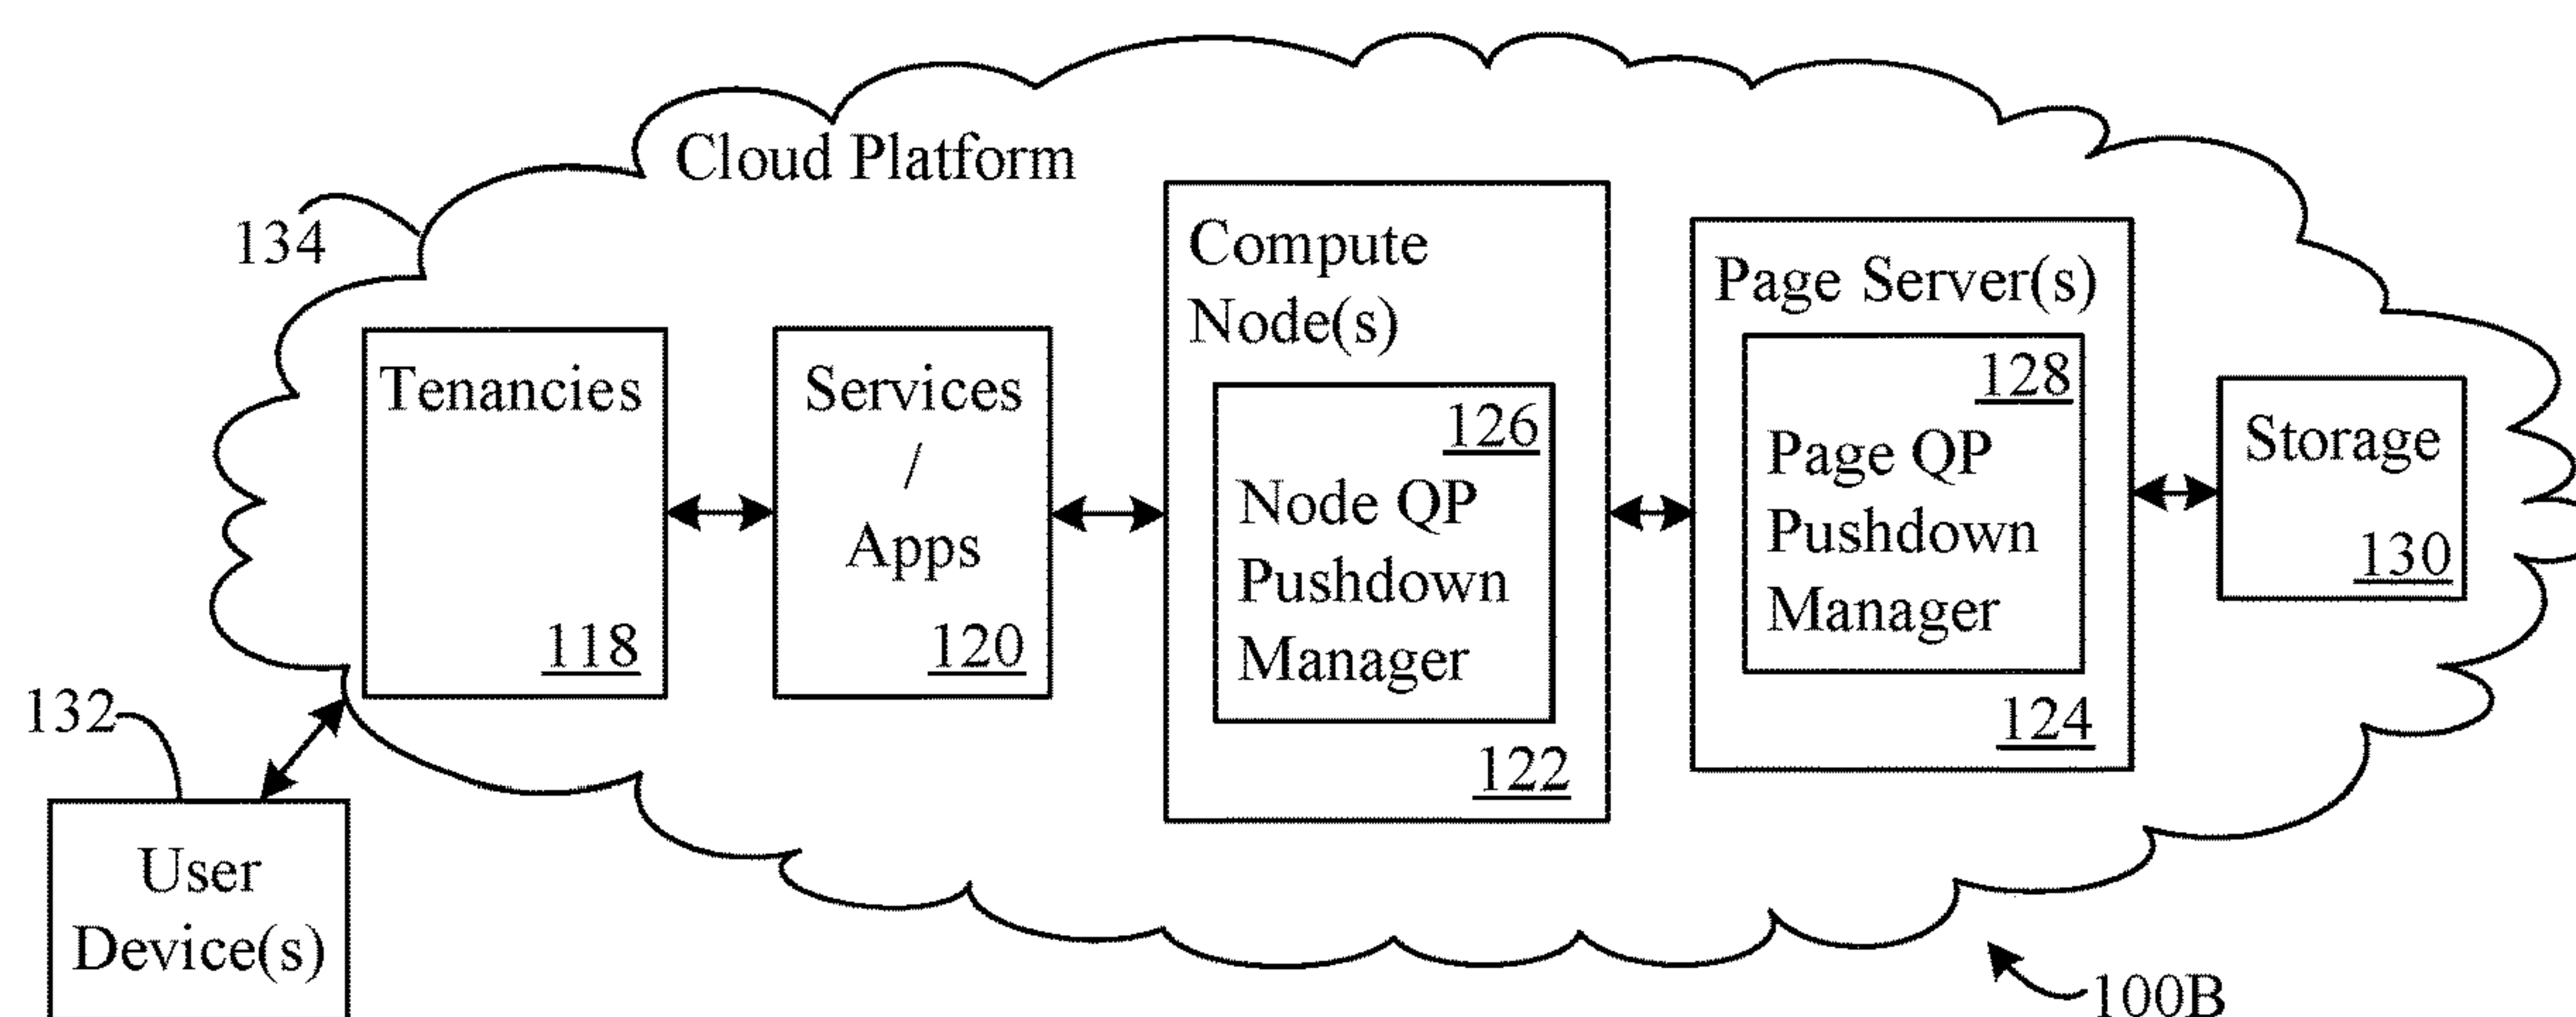 Cloud Platform
134
Tenancies
118
Services
/
Apps
120
Compute
Node(s)
126
Node QP
Pushdown
Manager
122
Page Server(s)
128
Page QP
Pushdown
Manager
124
Storage
130
132
User
Device(s)
100B